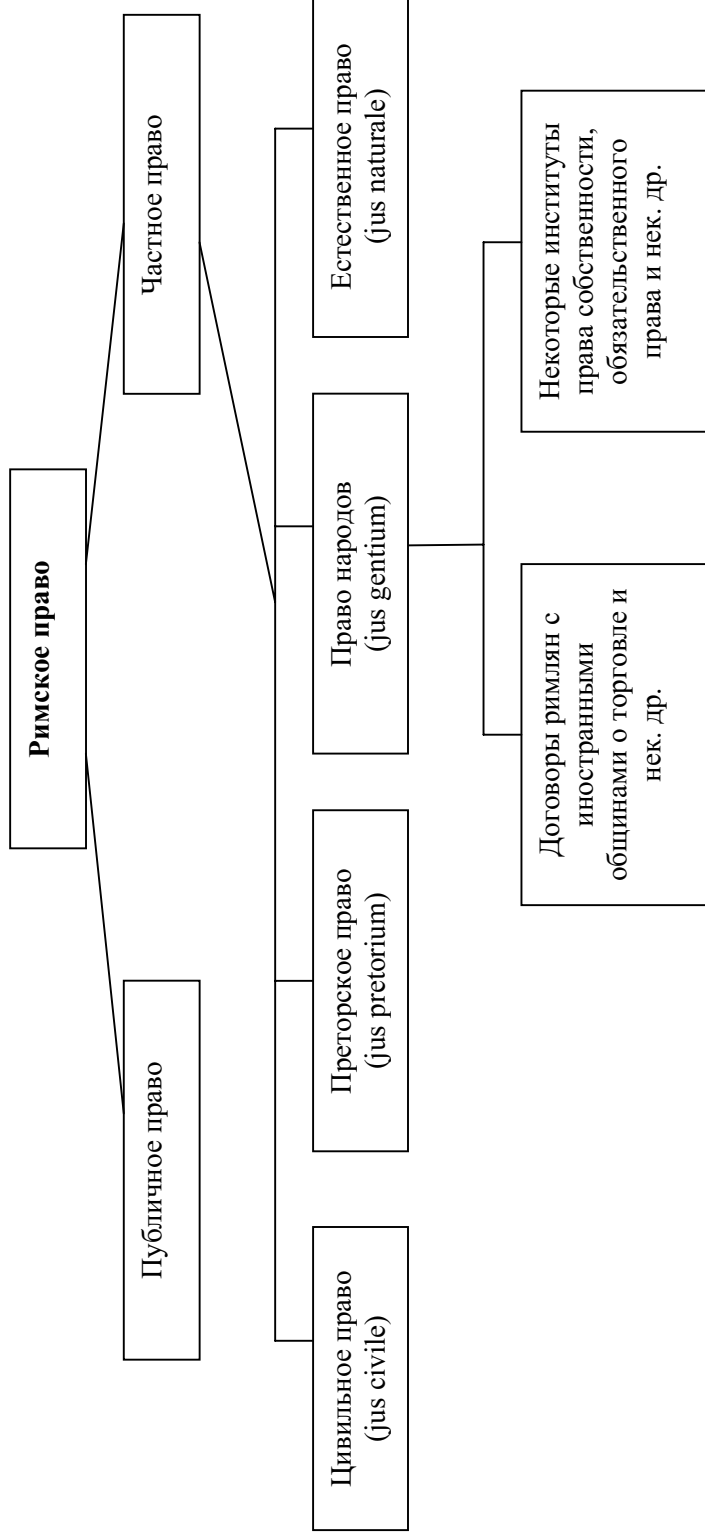 Римское право
Публичное право
Частное право
Цивильное право
(jus civile)
Преторское право
(jus pretorium)
Право народов
(jus gentium)
Естественное право
(jus naturale)
Договоры римлян с
иностранными
общинами о торговле и
нек. др.
Некоторые институты
права собственности,
обязательственного
права и нек. др.